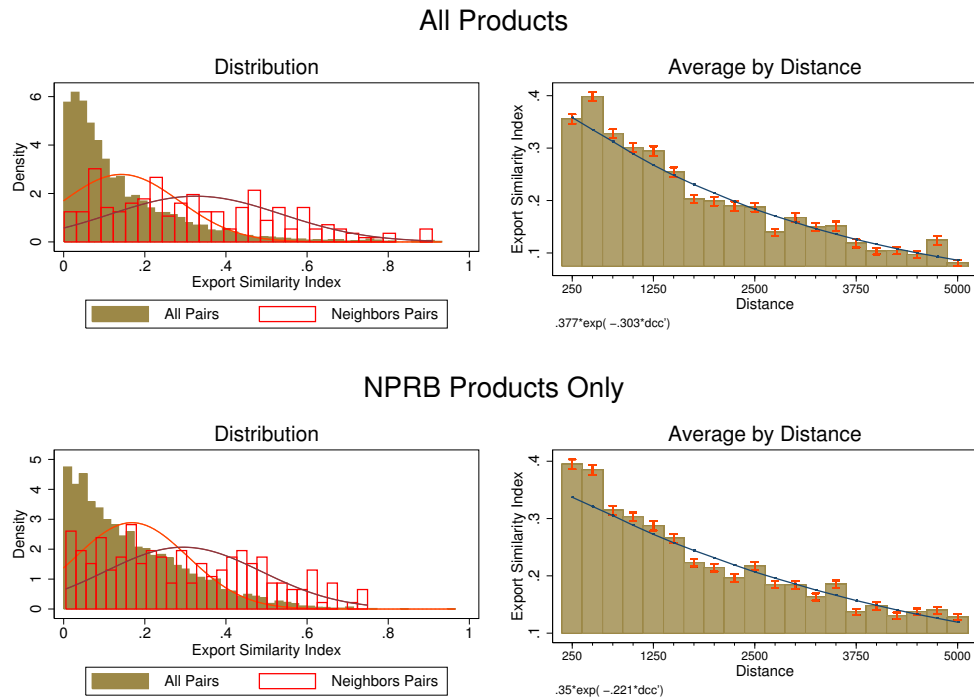 All Products
Distribution
Density
0 2 4 6
0 .2 .4 .6 .8 1
Export Similarity Index
All Pairs Neighbors Pairs
Average by Distance
Export Similarity Index
.1 .2 .3 .4
250 1250 2500 3750 5000
Distance
.377*exp( −.303*dcc')
NPRB Products Only
Distribution
Density
0 1 2 3 4 5
0 .2 .4 .6 .8 1
Export Similarity Index
All Pairs Neighbors Pairs
Average by Distance
Export Similarity Index
.1 .2 .3 .4
250 1250 2500 3750 5000
Distance
.35*exp( −.221*dcc')